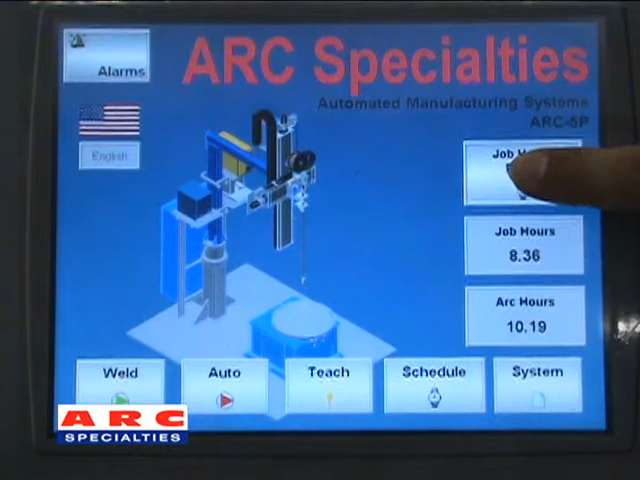 Alarms
ARC Specialties
Automated Manufacturing Systems
ARC-5P
English
Job
Job Hours
8.36
Arc Hours
10.19
Weld
Auto
Teach
Schedule
System
ARC
SPECIALTIES